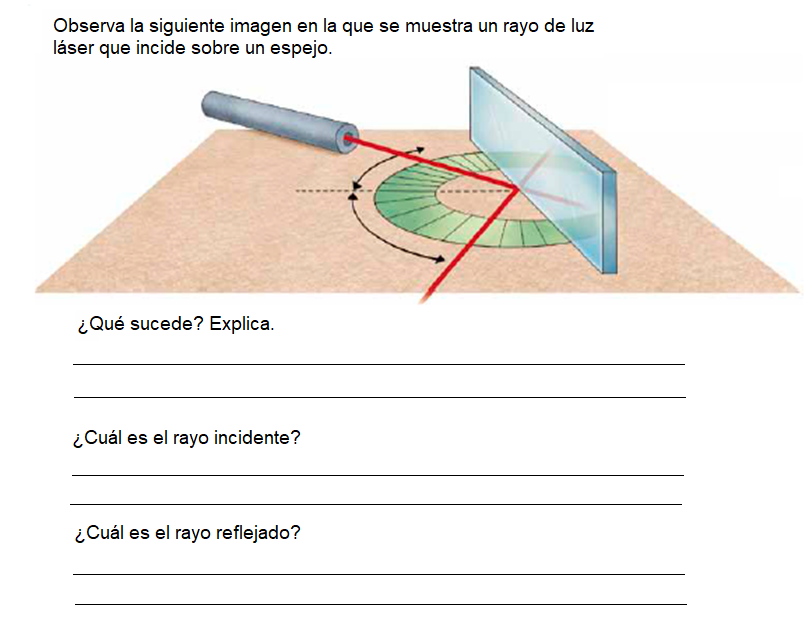 Observa la siguiente imagen en la que se muestra un rayo de luz
láser que incide sobre un espejo.
¿Qué sucede? Explica.
¿Cuál es el rayo incidente?
¿Cuál es el rayo reflejado?